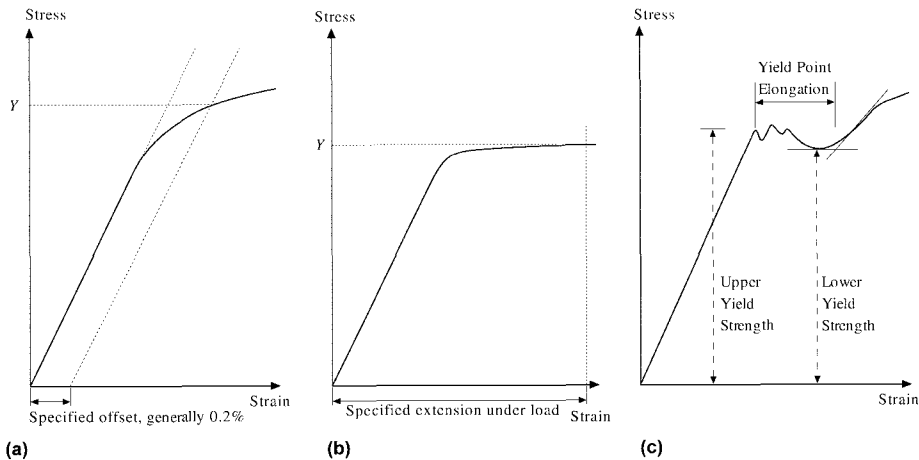 Stress
Y
Strain
Specified offset, generally 0.2%
(a)
Stress
Y
Specified extension under load
Strain
(b)
Stress
Yield Point
Elongation
Upper
Yield
Strength
Lower
Yield
Strength
Strain
(c)